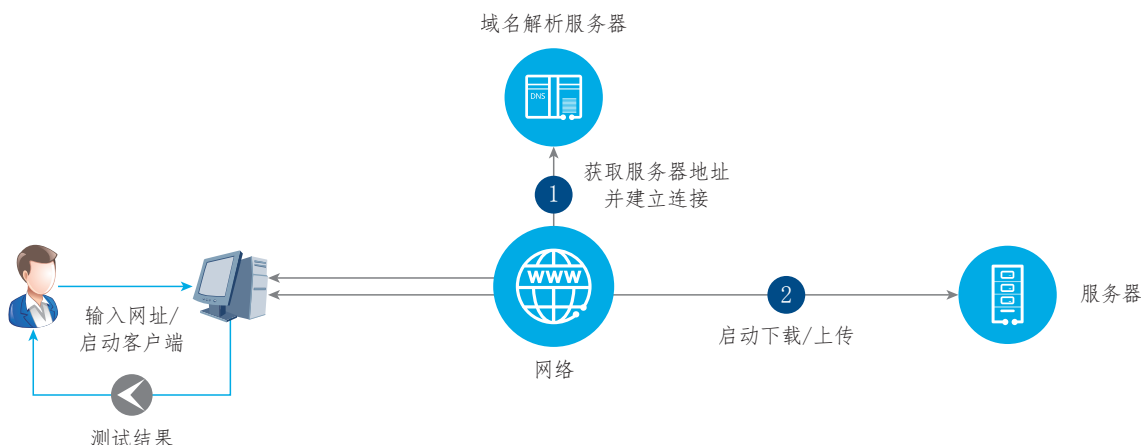 域名解析服务器
DNS
1
获取服务器地址
并建立连接
WWW
2
服务器
输入网址/
启动客户端
启动下载/上传
网络
测试结果